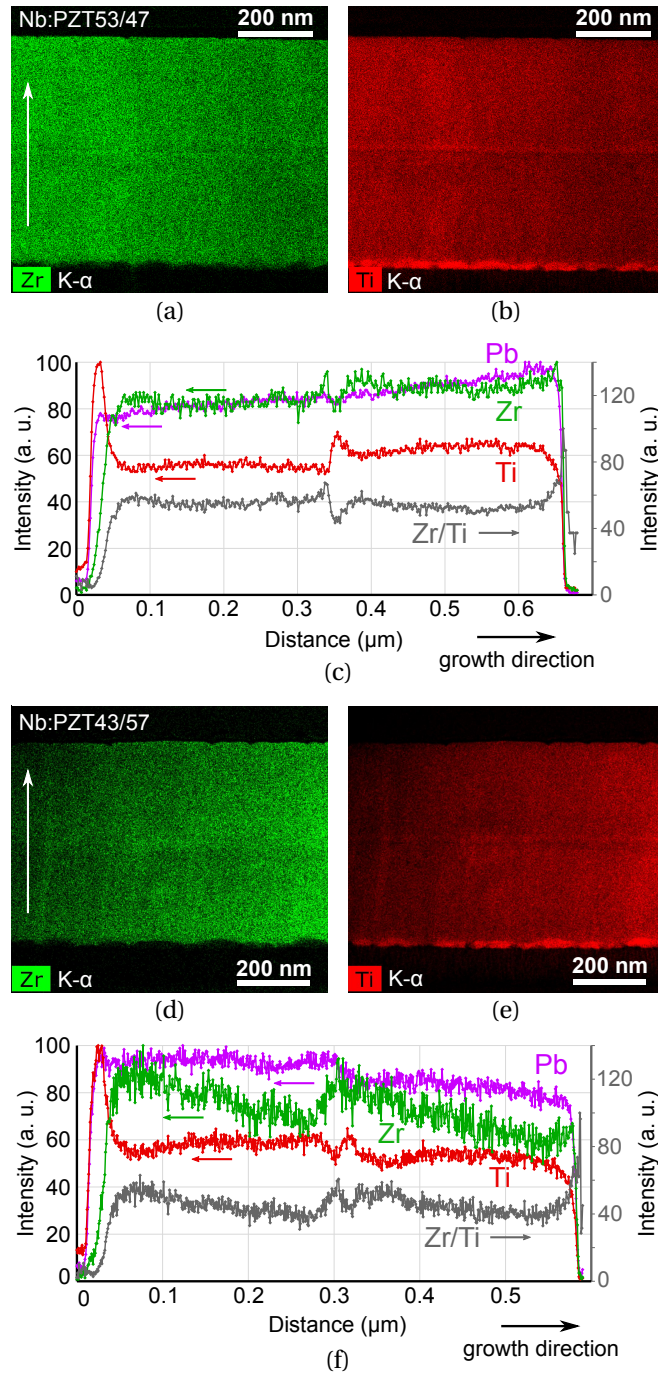 Nb:PZT53/47
200 nm
200 nm
Zr K-α
Ti K-α
(a)
(b)
100
80
60
40
20
0
Intensity (a. u.)
Pb
Zr
Ti
Zr/Ti
120
80
40
0
Intensity (a. u.)
0
0.1
0.2
0.3
0.4
0.5
0.6
Distance (µm)
growth direction
(c)
Nb:PZT43/57
Zr K-α
200 nm
Ti K-α
200 nm
(d)
(e)
100
80
60
40
20
0
Intensity (a. u.)
Pb
Zr
Ti
Zr/Ti
120
80
40
0
Intensity (a. u.)
0
0.1
0.2
0.3
0.4
0.5
Distance (µm)
growth direction
(f)